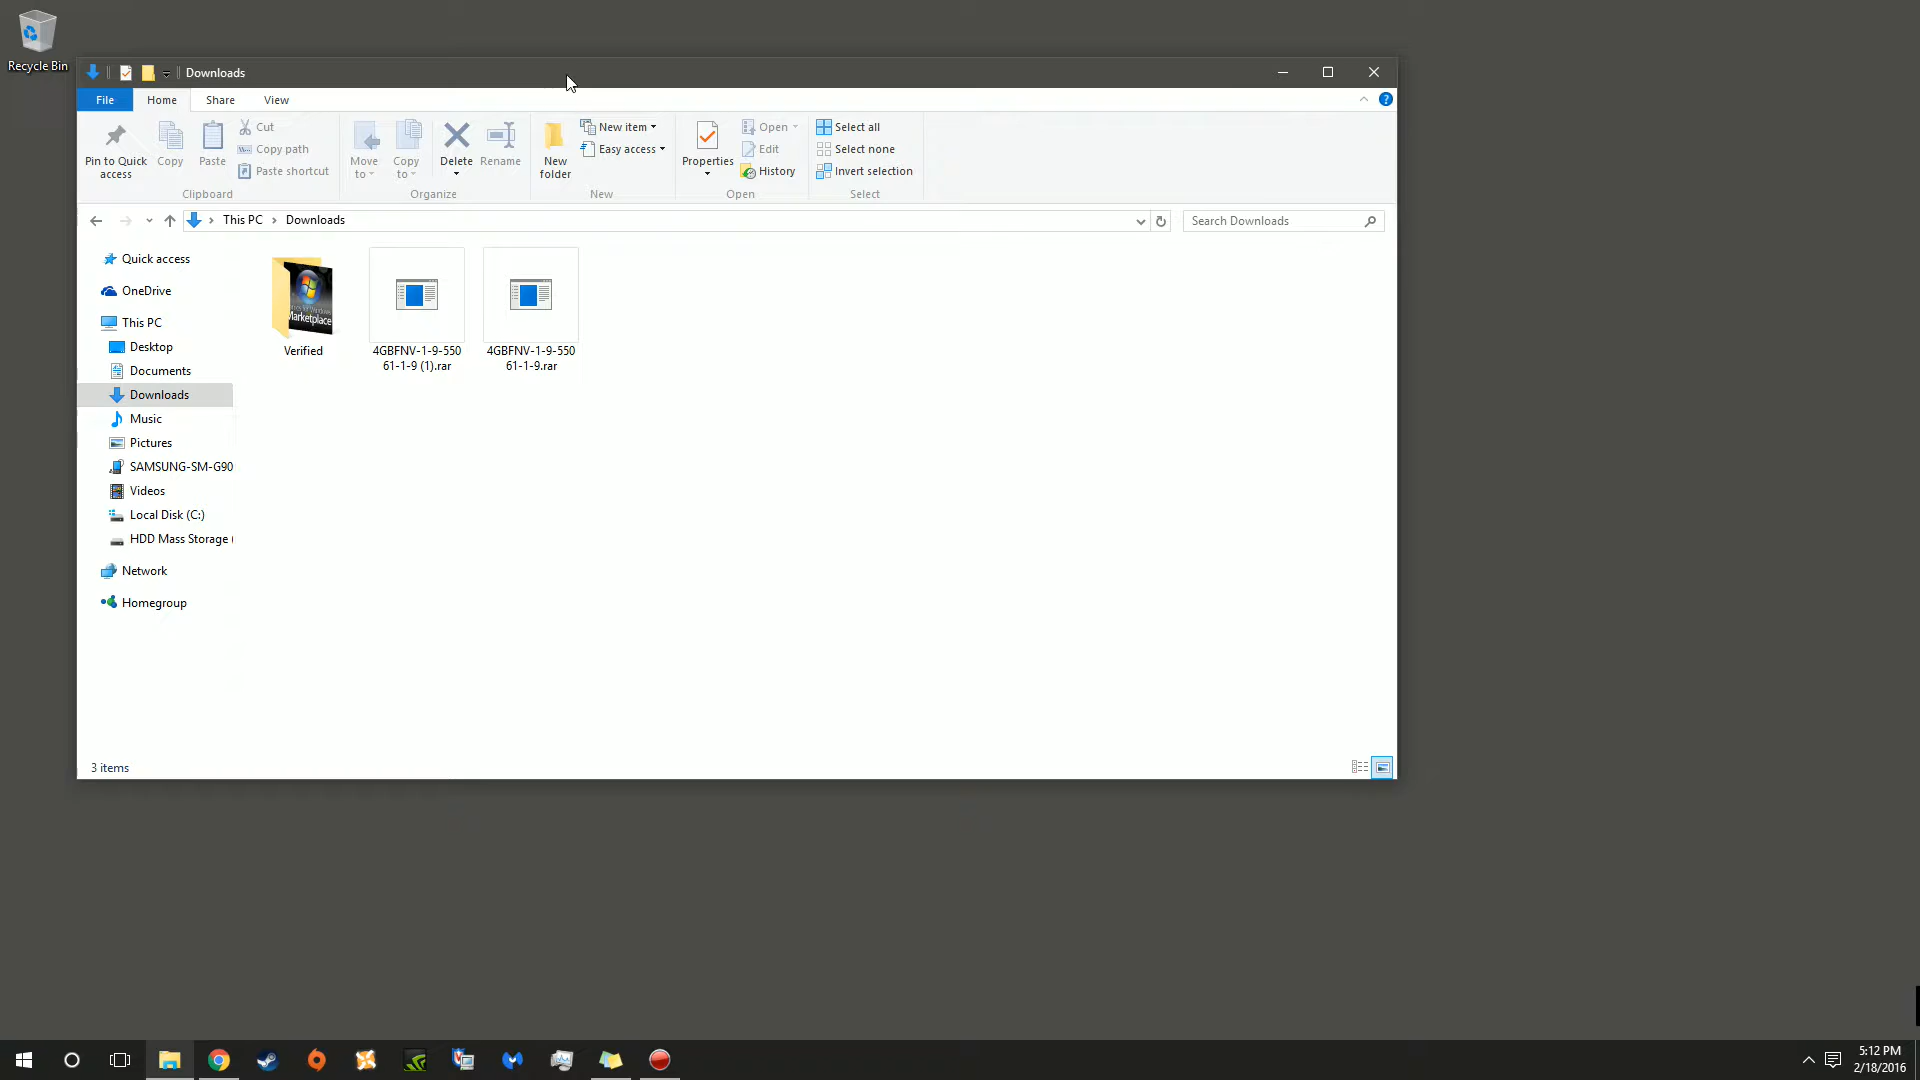 Recycle Bin
Downloads
File Home Share View
Pin to Quick access
Copy
Paste
Cut
Copy path
Paste shortcut
Clipboard
Move to
Copy to
Delete
Rename
Organize
New folder
New item
Easy access
New
Properties
Open
Edit
History
Open
Select all
Select none
Invert selection
Select
This PC Downloads
Search Downloads
Quick access
OneDrive
This PC
Desktop
Documents
Downloads
Music
Pictures
SAMSUNG-SM-G90
Videos
Local Disk (C:)
HDD Mass Storage (
Network
Homegroup
Marketplace
Verified
4GBFNV-1-9-550
61-1-9 (1).rar
4GBFNV-1-9-550
61-1-9.rar
3 items
5:12 PM
2/18/2016